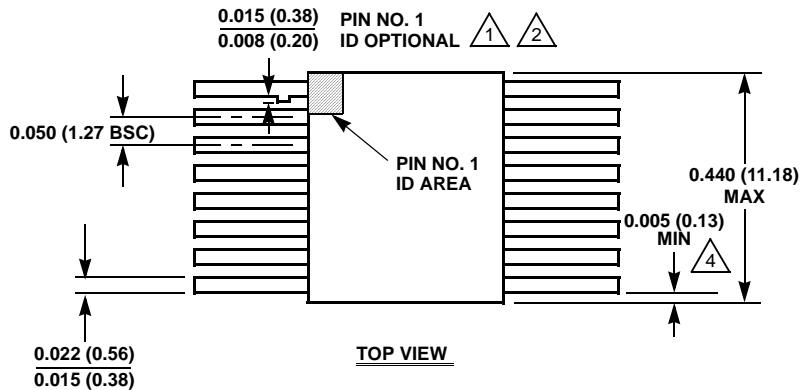 0.015 (0.38)
0.008 (0.20)
PIN NO. 1
ID OPTIONAL
1
2
0.050 (1.27 BSC)
PIN NO. 1
ID AREA
0.440 (11.18)
MAX
0.005 (0.13)
MIN
4
0.022 (0.56)
0.015 (0.38)
TOP VIEW